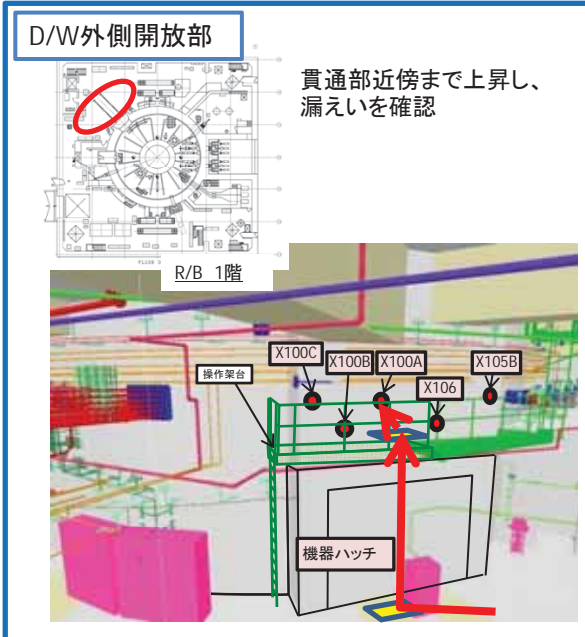 D/W外側開放部
貫通部近傍まで上昇し、
漏えいを確認
R/B 1階
X100C
X100B
X100A
X105B
X106
操作架台
機器ハッチ